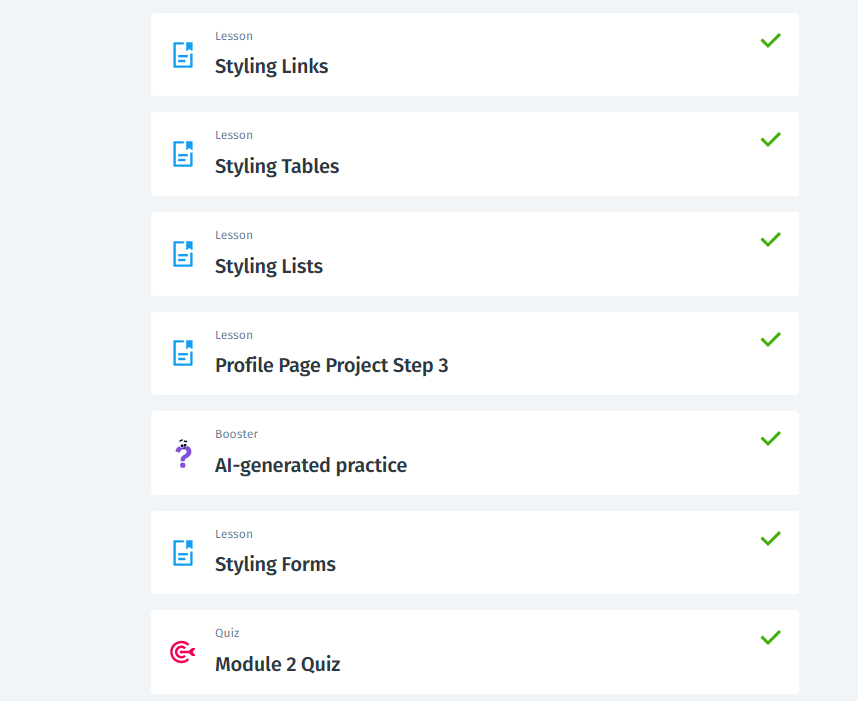 Lesson
Styling Links
Lesson
Styling Tables
Lesson
Styling Lists
Lesson
Profile Page Project Step 3
Booster
AI-generated practice
Lesson
Styling Forms
Quiz
Module 2 Quiz